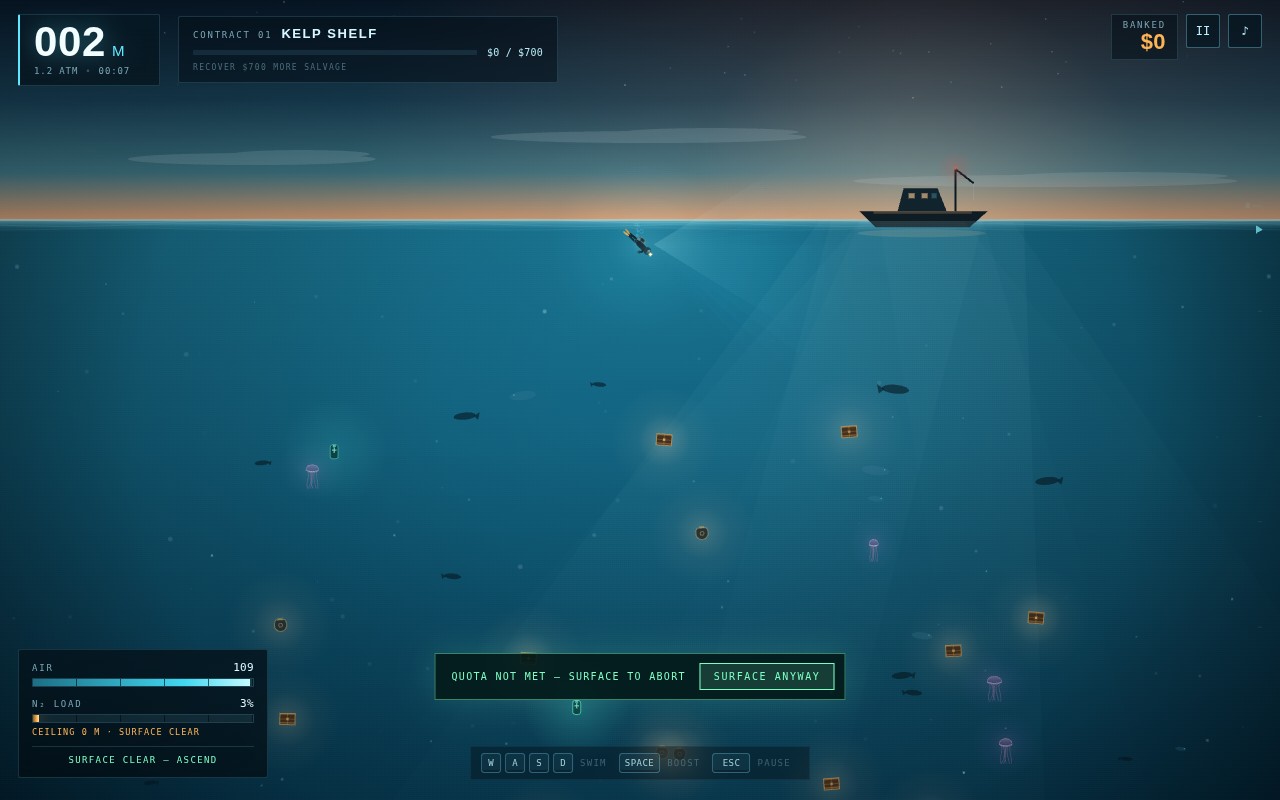 002 M
1.2 ATM · 00:07
CONTRACT 01 KELP SHELF
$0 / $700
RECOVER $700 MORE SALVAGE
BANKED
$0
II
♪
QUOTA NOT MET — SURFACE TO ABORT
SURFACE ANYWAY
AIR 109
N₂ LOAD 3%
CEILING 0 M · SURFACE CLEAR
SURFACE CLEAR — ASCEND
W A S D SWIM SPACE BOOST ESC PAUSE